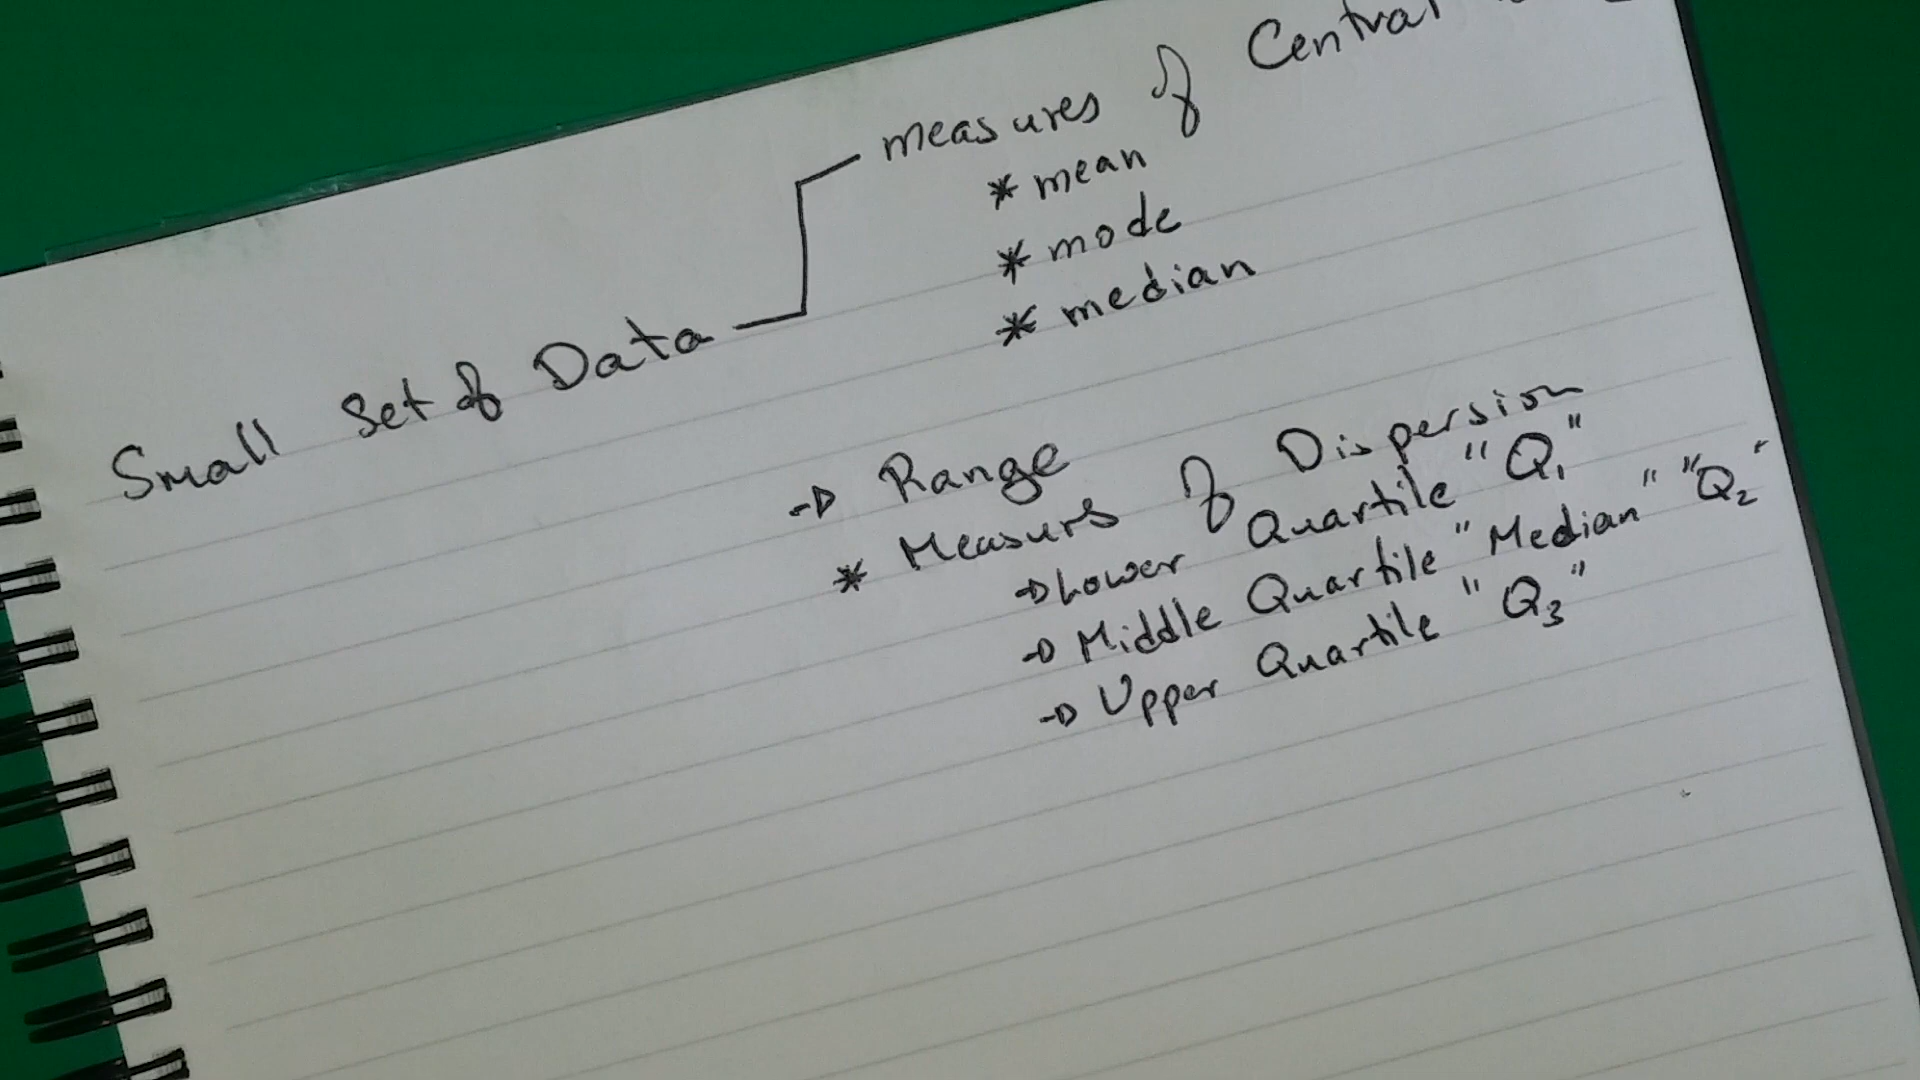 measures of Central
* mean
* mode
* median
Small Set of Data
→ Range
* Measurs of Dispersion
→ Lower Quartile "Q₁"
→ Middle Quartile "Median" "Q₂"
→ Upper Quartile "Q₃"